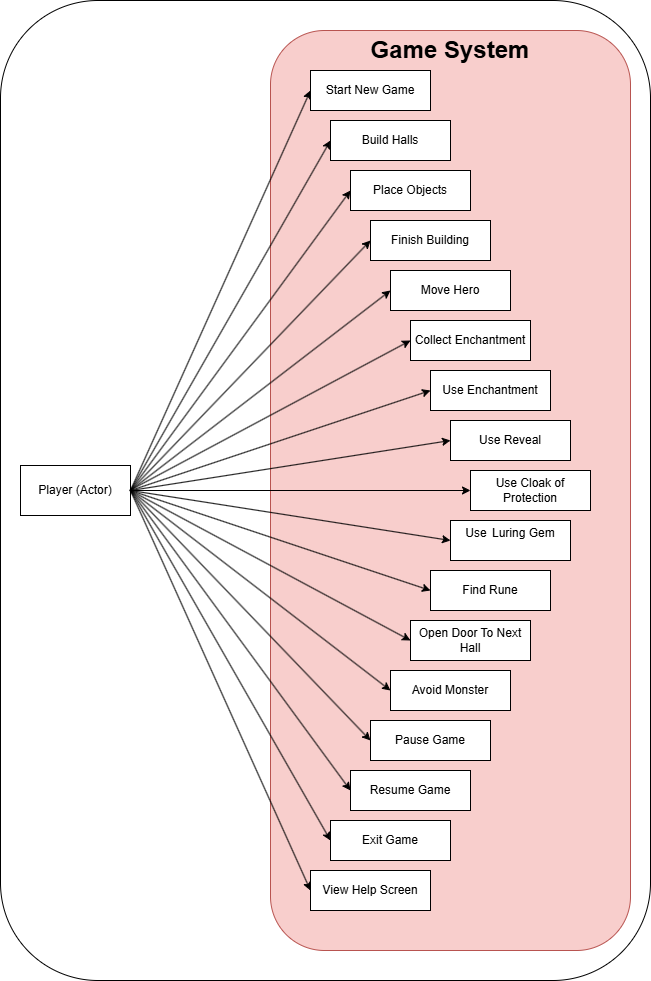 Game System
Start New Game
Build Halls
Place Objects
Finish Building
Move Hero
Collect Enchantment
Use Enchantment
Use Reveal
Player (Actor)
Use Cloak of
Protection
Use Luring Gem
Find Rune
Open Door To Next
Hall
Avoid Monster
Pause Game
Resume Game
Exit Game
View Help Screen